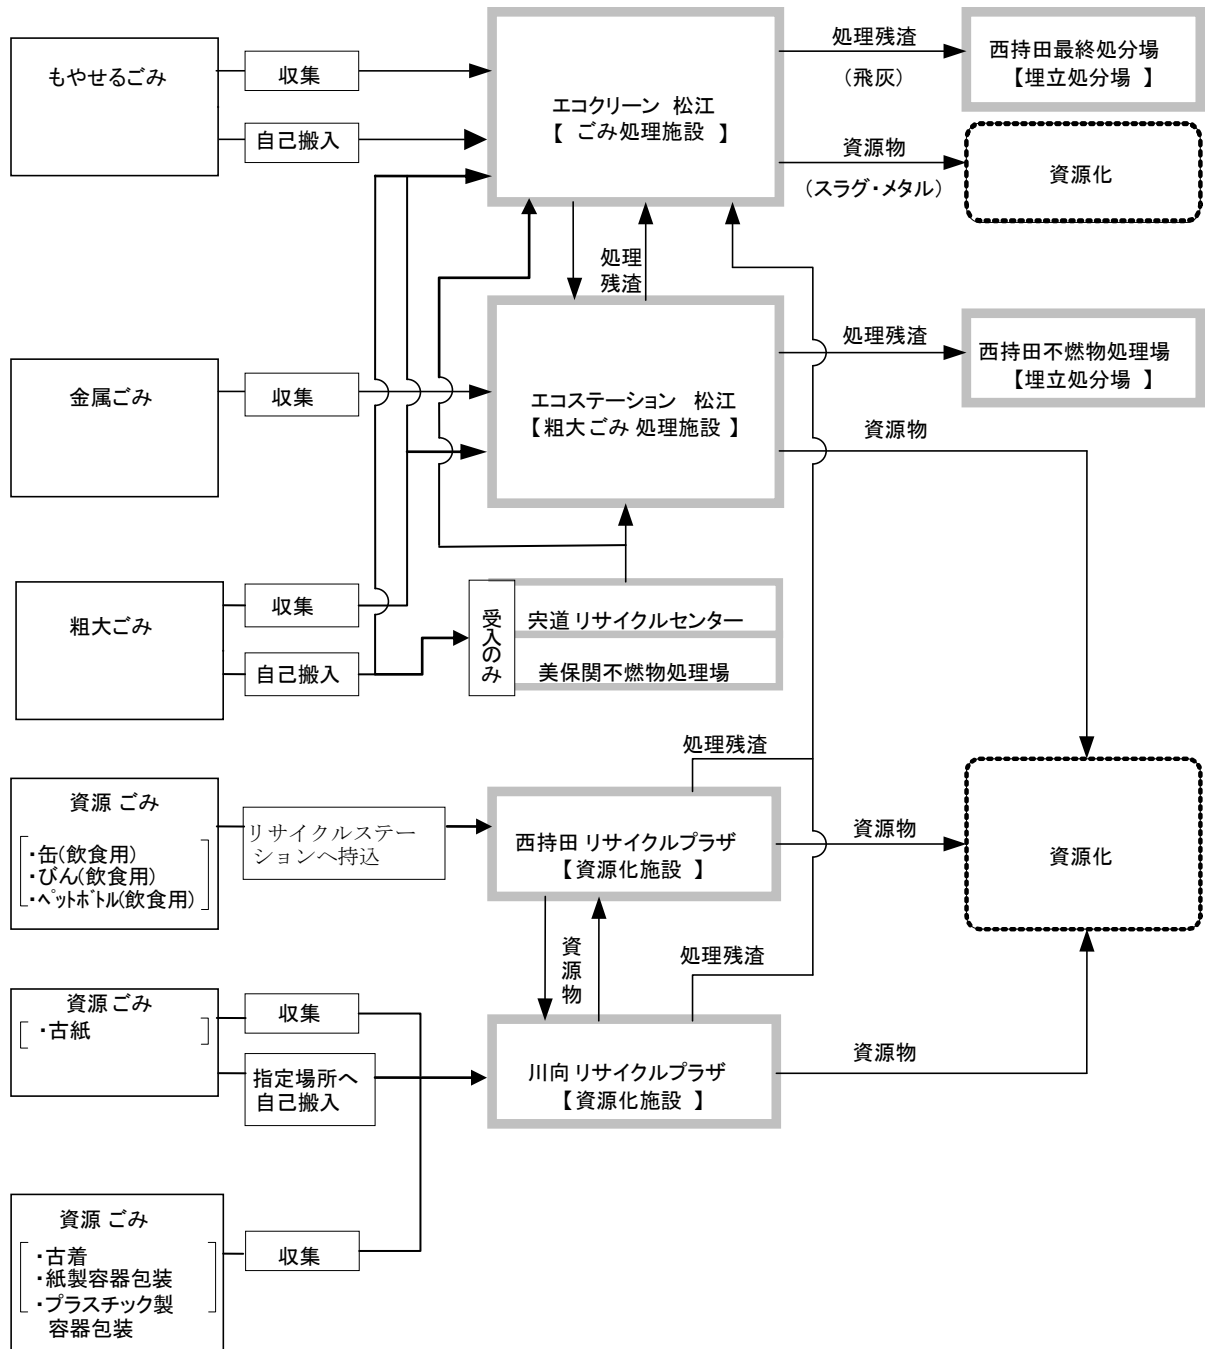 もやせるごみ
収集
自己搬入
エコクリーン 松江
【 ごみ処理施設 】
処理残渣
(飛灰)
西持田最終処分場
【埋立処分場 】
資源物
(スラグ・メタル)
資源化
処理
残渣
金属ごみ
収集
エコステーション 松江
【粗大ごみ 処理施設 】
処理残渣
西持田不燃物処理場
【埋立処分場 】
資源物
粗大ごみ
収集
自己搬入
受入のみ
宍道 リサイクルセンター
美保関不燃物処理場
処理残渣
資源 ごみ
・缶(飲食用)
・びん(飲食用)
・ペットボトル(飲食用)
リサイクルステー
ションへ持込
西持田 リサイクルプラザ
【資源化施設 】
資源物
資源化
資源物
処理残渣
資源 ごみ
・古紙
収集
指定場所へ
自己搬入
川向 リサイクルプラザ
【資源化施設 】
資源物
資源 ごみ
・古着
・紙製容器包装
・プラスチック製
容器包装
収集